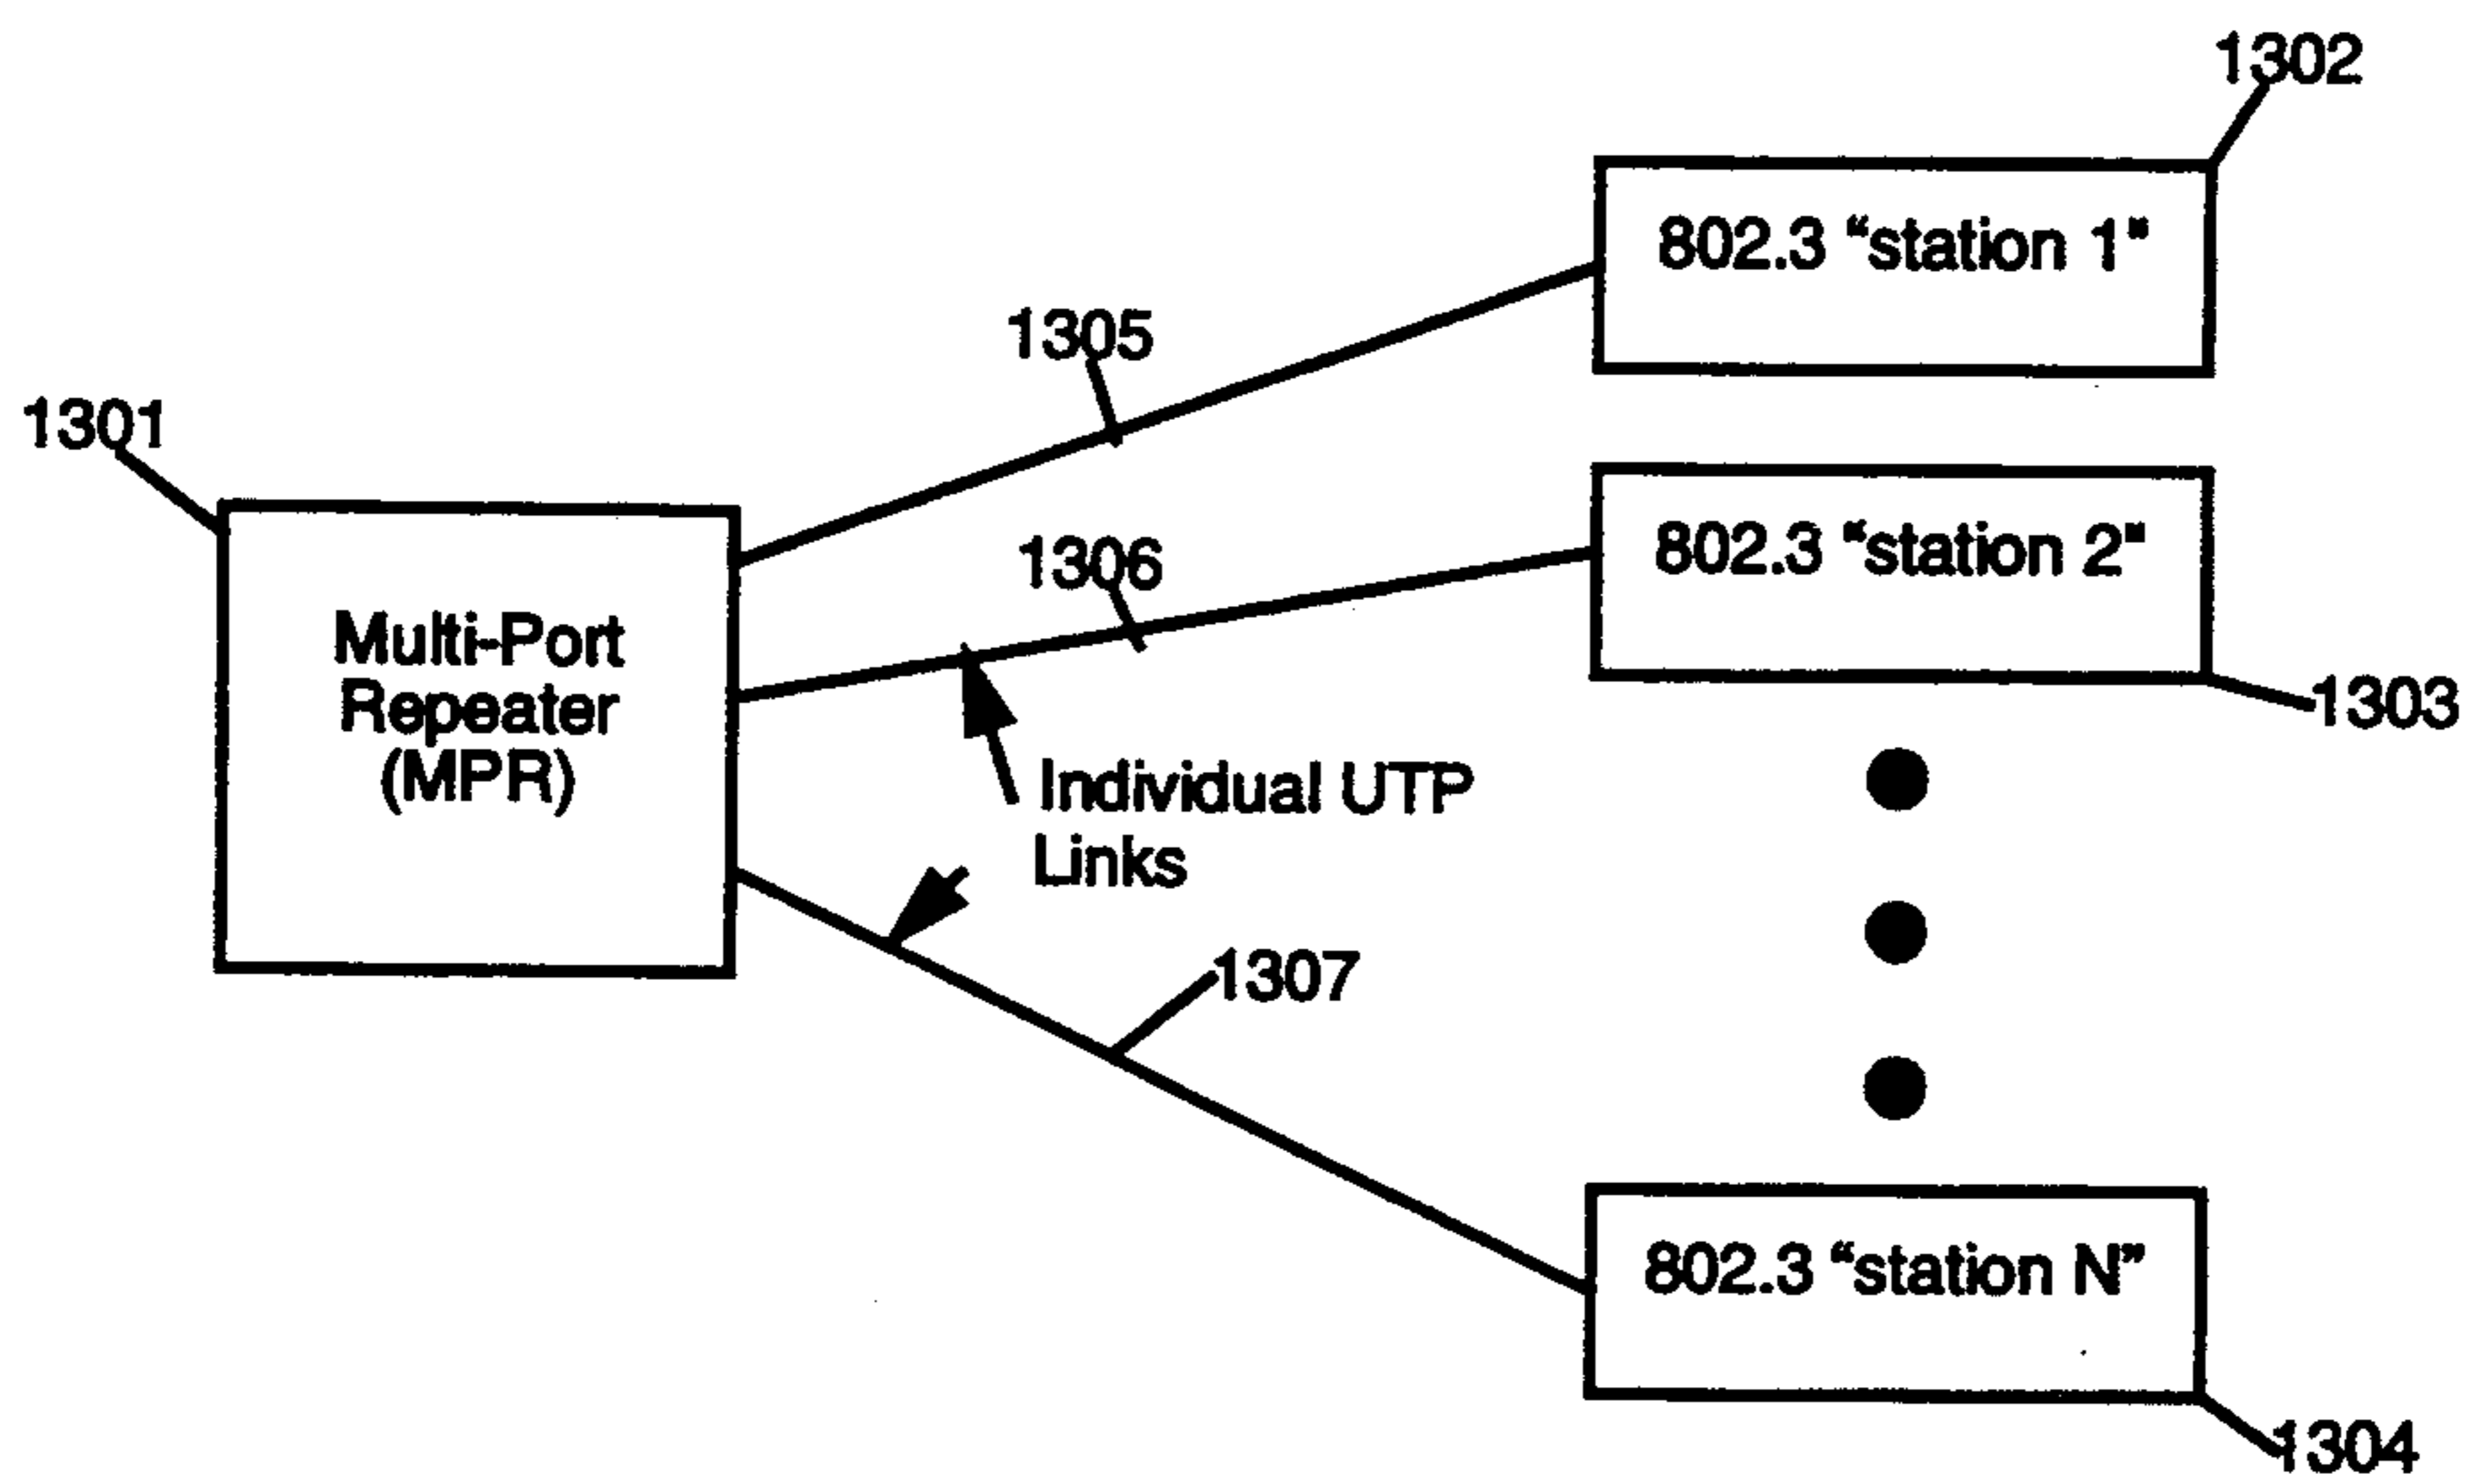 1302
802.3 “station 1"
1305
1301
802.3 “station 2"
1306
Multi-Port
Repeater
(MPR)
1303
Individual UTP
Links
1307
802.3 “station N”
1304